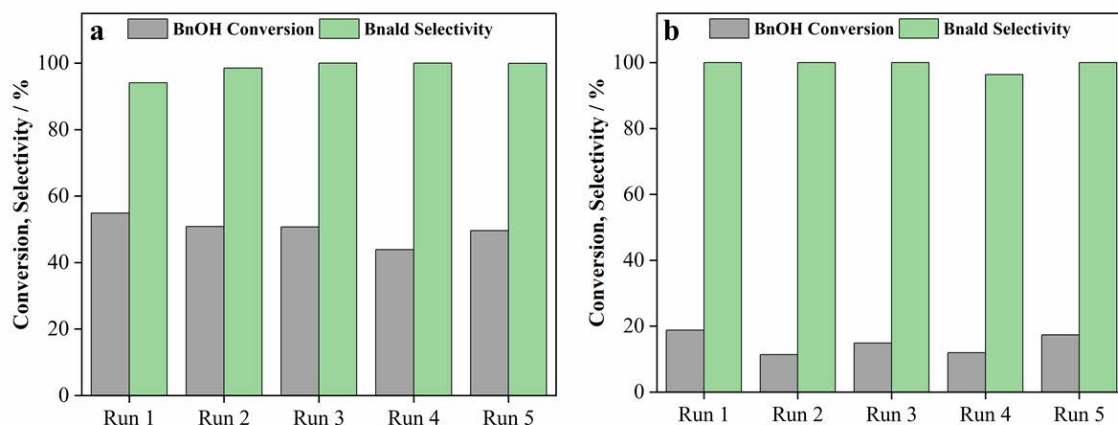 a
BnOH Conversion
Bnald Selectivity
Conversion, Selectivity / %
100
80
60
40
20
0
Run 1
Run 2
Run 3
Run 4
Run 5
b
BnOH Conversion
Bnald Selectivity
Conversion, Selectivity / %
100
80
60
40
20
0
Run 1
Run 2
Run 3
Run 4
Run 5